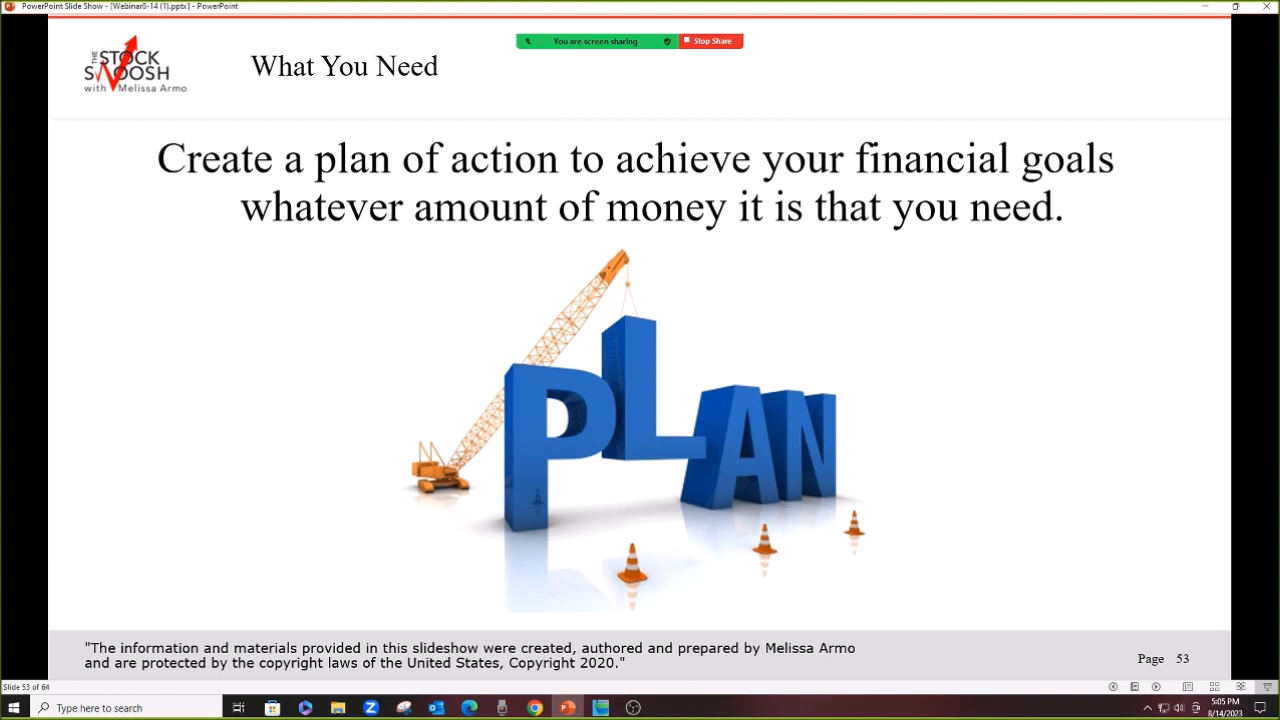 PowerPoint Slide Show - [Webinar8-14 (1).pptx] - PowerPoint
You are screen sharing
Stop Share
THE
STOCK
SWOOSH
with Melissa Armo
What You Need
Create a plan of action to achieve your financial goals
whatever amount of money it is that you need.
PLAN
"The information and materials provided in this slideshow were created, authored and prepared by Melissa Armo
and are protected by the copyright laws of the United States, Copyright 2020."
Page 53
Slide 53 of 64
Type here to search
5:05 PM
8/14/2023